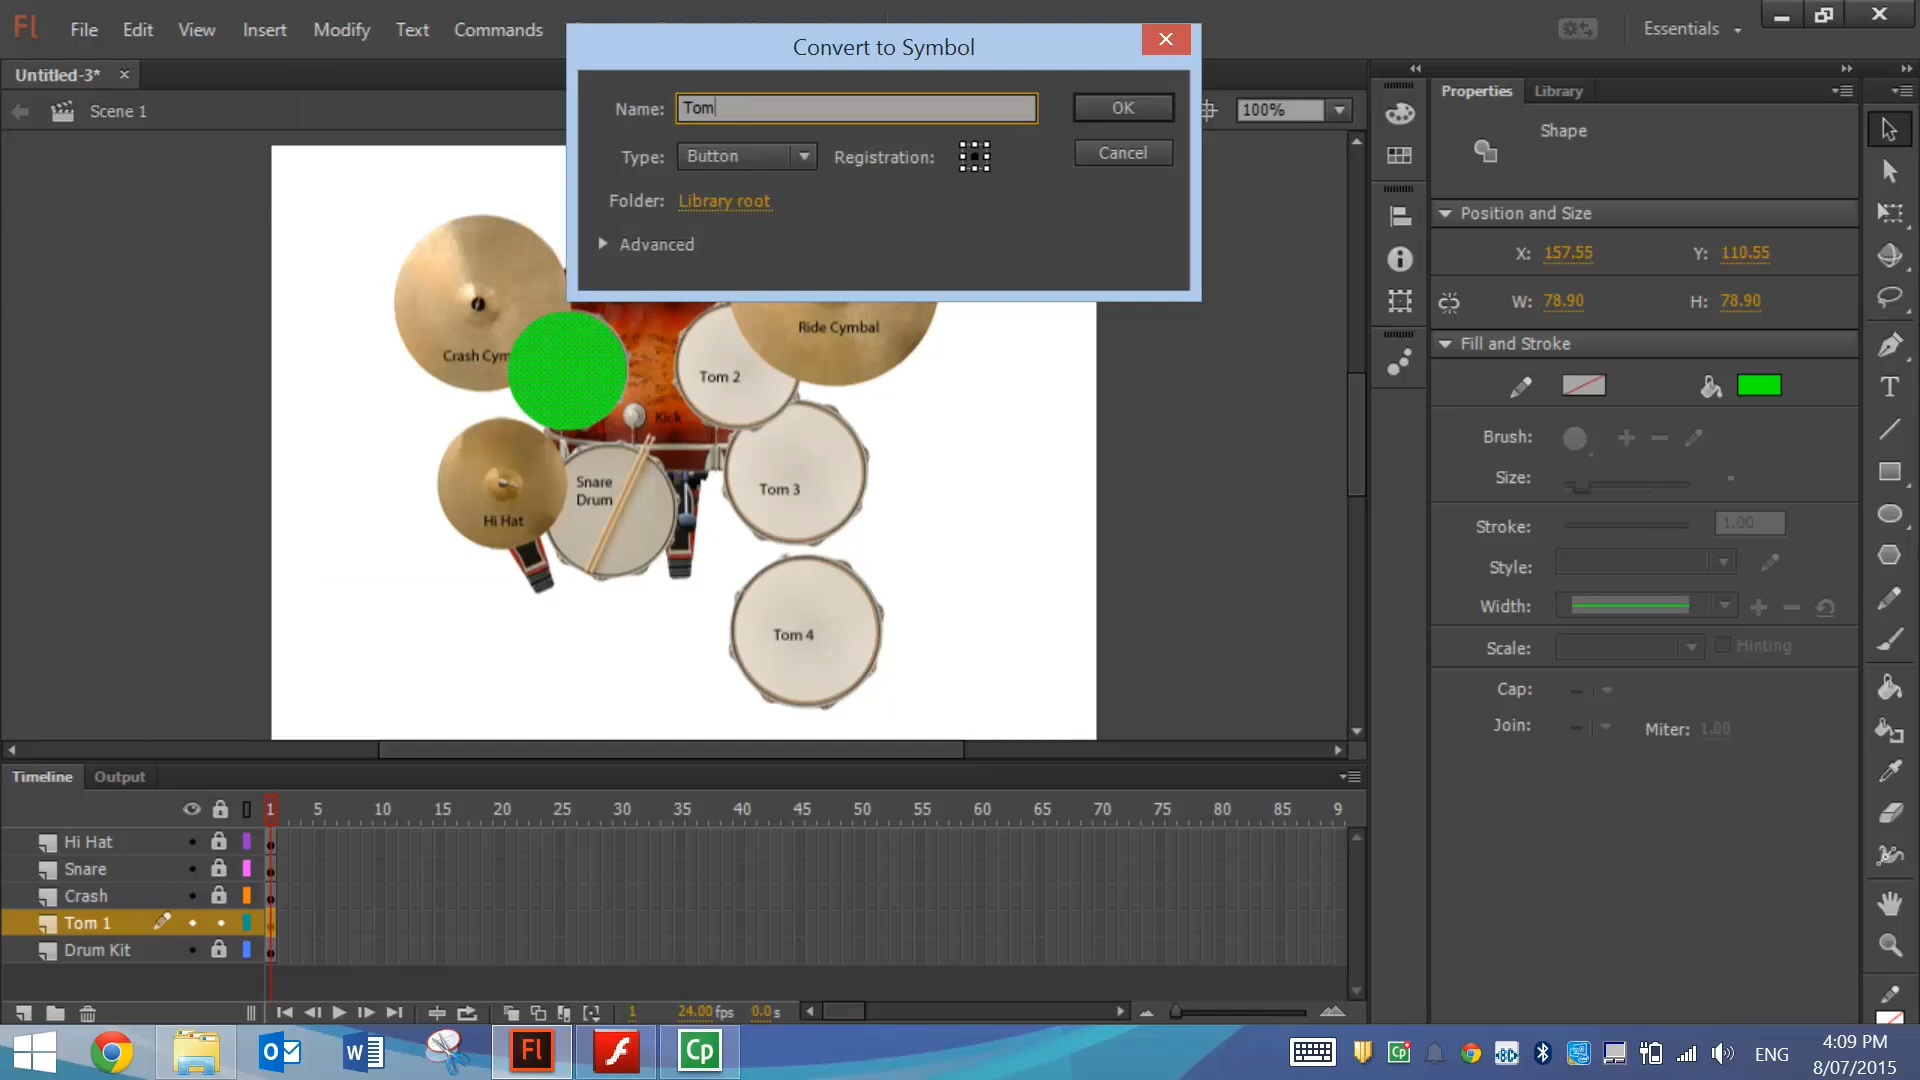 Fl File Edit View Insert Modify Text Commands
Essentials
Convert to Symbol
Untitled-3*
Scene 1
100%
Name: Tom
OK
Type: Button
Registration:
Cancel
Folder: Library root
Advanced
Properties Library
Shape
Position and Size
X: 157.55 Y: 110.55
W: 78.90 H: 78.90
Fill and Stroke
Brush:
Size:
Stroke: 1.00
Style:
Width:
Scale: Hinting
Cap:
Join: Miter: 1.00
T
Ride Cymbal
Crash Cym
Tom 2
Kick
Snare
Drum
Tom 3
Hi Hat
Tom 4
Timeline Output
1 5 10 15 20 25 30 35 40 45 50 55 60 65 70 75 80 85 9
Hi Hat
Snare
Crash
Tom 1
Drum Kit
1 24.00 fps 0.0 s
Fl
Cp
Cp
ENG
4:09 PM
8/07/2015